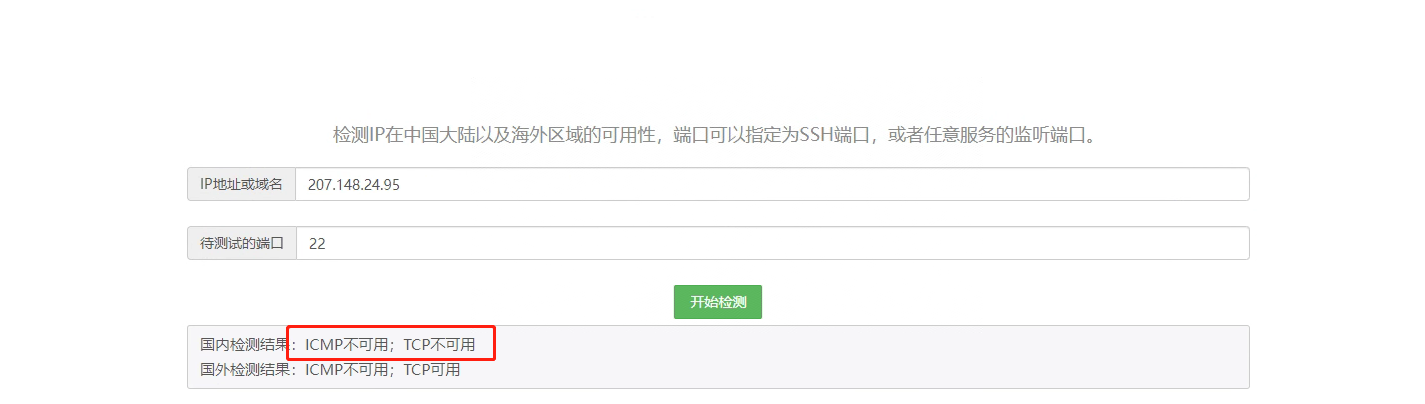 检测IP在中国大陆以及海外区域的可用性，端口可以指定为SSH端口，或者任意服务的监听端口。
IP地址或域名 207.148.24.95
待测试的端口 22
开始检测
国内检测结果：ICMP不可用；TCP不可用
国外检测结果：ICMP不可用；TCP可用